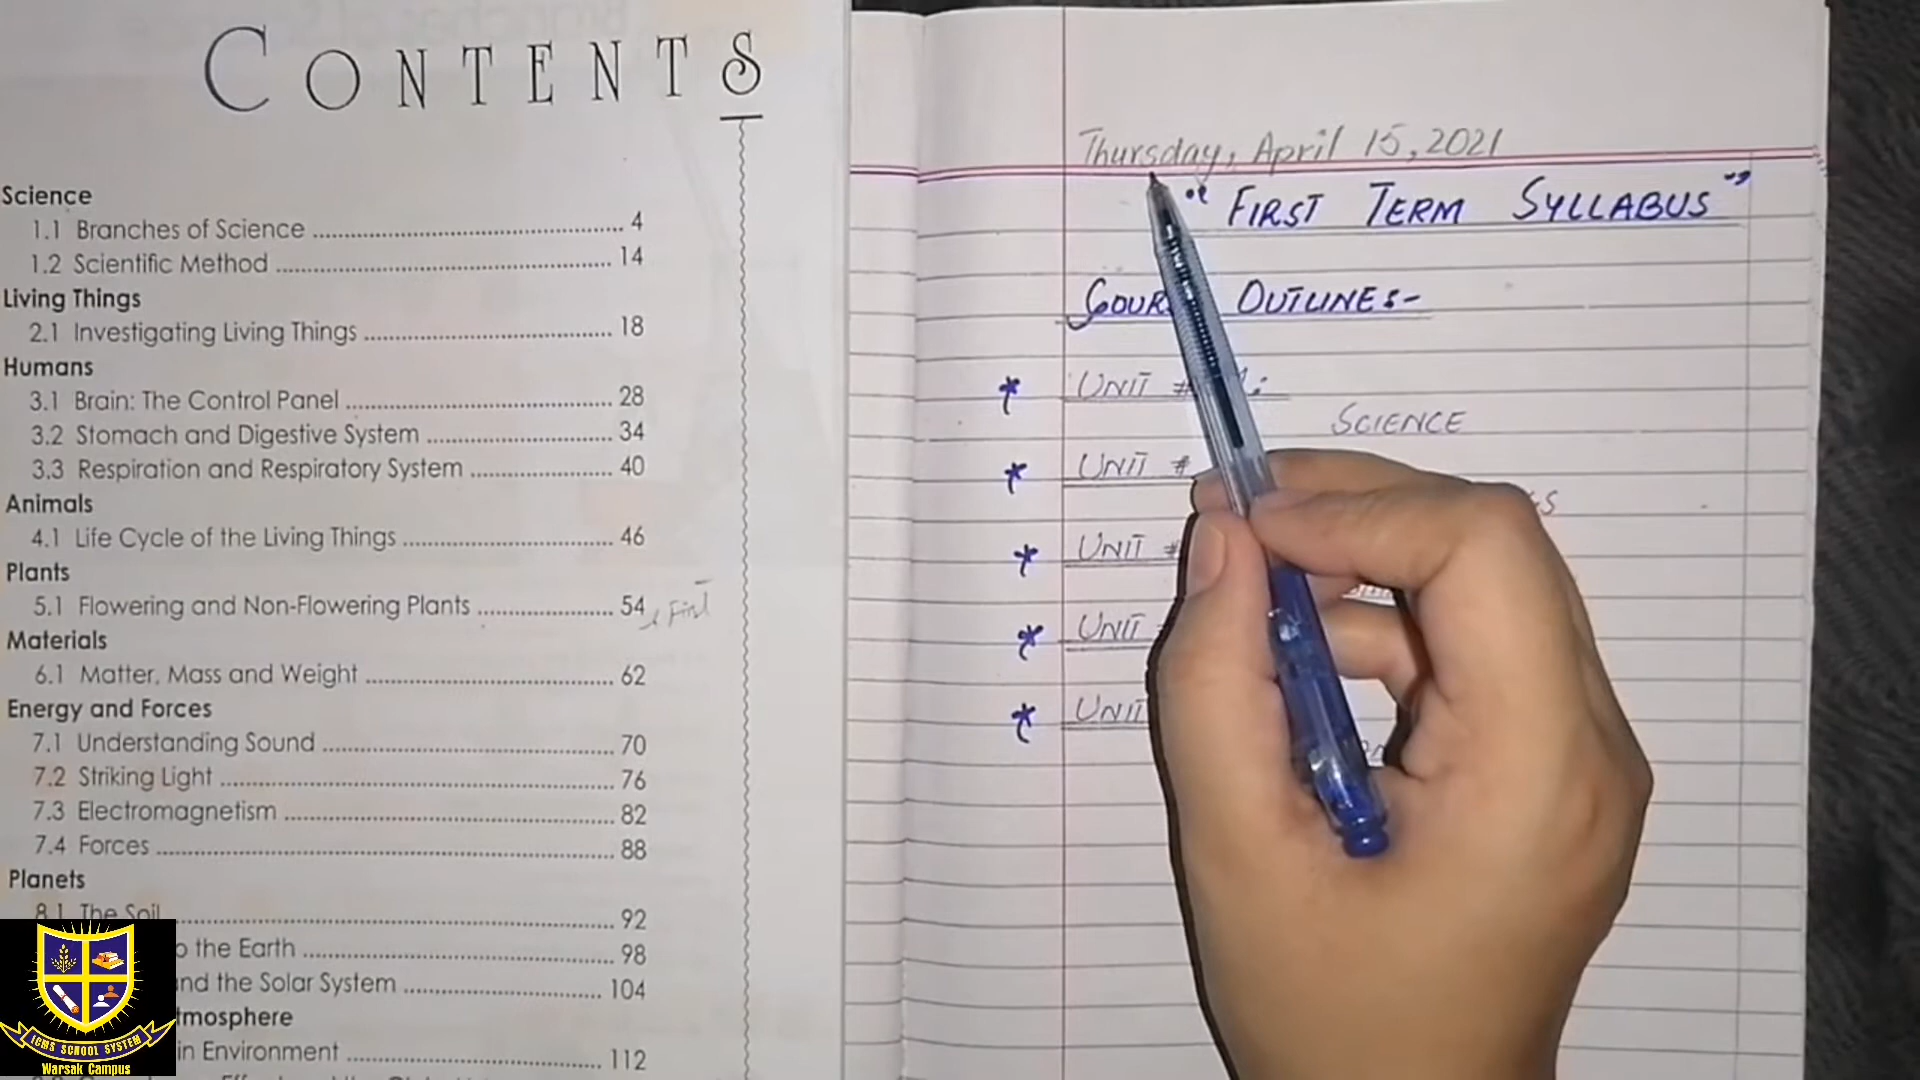 CONTENTS
Science
1.1 Branches of Science ........ 4
1.2 Scientific Method ........ 14
Living Things
2.1 Investigating Living Things ........ 18
Humans
3.1 Brain: The Control Panel ........ 28
3.2 Stomach and Digestive System ........ 34
3.3 Respiration and Respiratory System ........ 40
Animals
4.1 Life Cycle of the Living Things ........ 46
Plants
5.1 Flowering and Non-Flowering Plants ........ 54
Materials
6.1 Matter, Mass and Weight ........ 62
Energy and Forces
7.1 Understanding Sound ........ 70
7.2 Striking Light ........ 76
7.3 Electromagnetism ........ 82
7.4 Forces ........ 88
Planets
8.1 The Soil ........ 92
the Earth ........ 98
and the Solar System ........ 104
in Environment ........ 112
ICMS SCHOOL SYSTEM
Warsak Campus
Thursday, April 15, 2021
"FIRST TERM SYLLABUS"
OUTLINES-
* UNIT #
SCIENCE
* UNIT #
* UNIT #
* UNIT
* UNIT